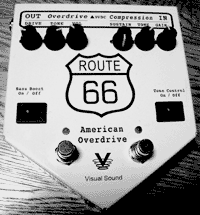 OUT Overdrive Compression IN
DRIVE TONE VOL SUSTAIN TONE GAIN
ROUTE
66
Bass Boost
On / Off
Tone Control
On / Off
American
Overdrive
Visual Sound